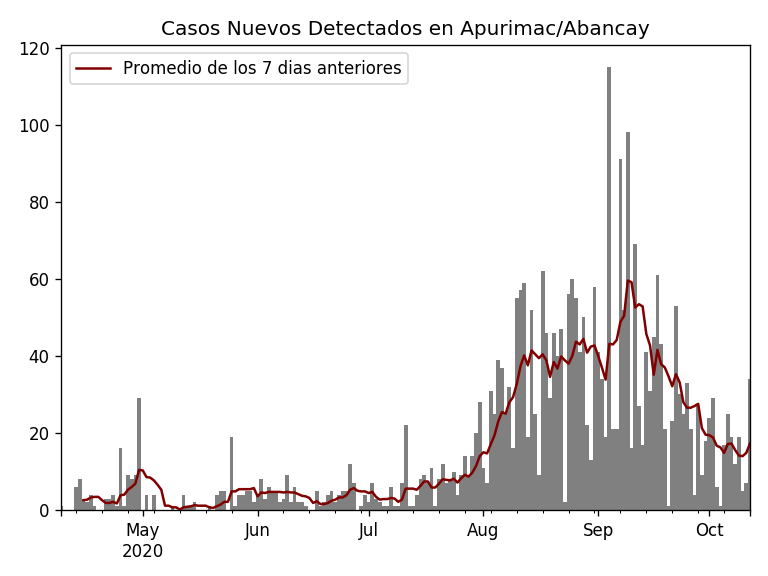 Casos Nuevos Detectados en Apurimac/Abancay
Promedio de los 7 dias anteriores
120
100
80
60
40
20
0
May
2020
Jun
Jul
Aug
Sep
Oct